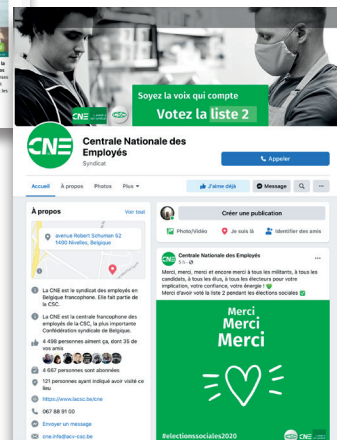 Soyez la voix qui compte
Votez la liste 2
CNE
CNE
Centrale Nationale des
Employés
Syndicat
Appeler
Accueil À propos Photos Plus
J'aime déjà Message
À propos Voir tout
avenue Robert Schuman 52
1400 Nivelles, Belgique
La CNE est le syndicat des employés en
Belgique francophone. Elle fait partie de
la CSC.
La CNE est la centrale francophone des
employés de la CSC, la plus importante
Confédération syndicale de Belgique.
4 498 personnes aiment ça, dont 35 de
vos amis
4 667 personnes sont abonnées
121 personnes ayant indiqué avoir visité ce
lieu
https://www.lacsc.be/cne
067 88 91 00
Envoyer un message
cne.info@acv-csc.be
Créer une publication
Photo/Vidéo Je suis là Identifier des amis
CNE Centrale Nationale des Employés
5 h
Merci, merci, merci et encore merci à tous les militants, à tous les
candidats, à tous les élus, à tous les électeurs pour votre
implication, votre confiance, votre énergie !
Merci d'avoir voté la liste 2 pendant les élections sociales
Merci
Merci
Merci
#electionssociales2020
CNE